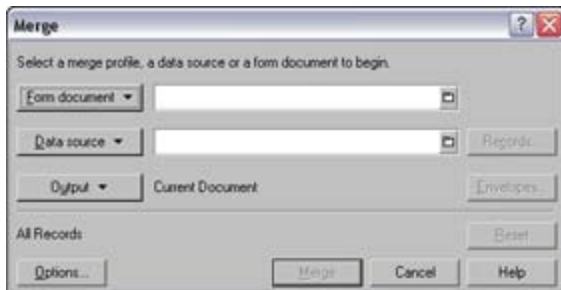 Merge
Select a merge profile, a data source or a form document to begin.
Form document
Data source
Records...
Output
Current Document
Envelopes...
All Records
Reset
Options...
Merge
Cancel
Help